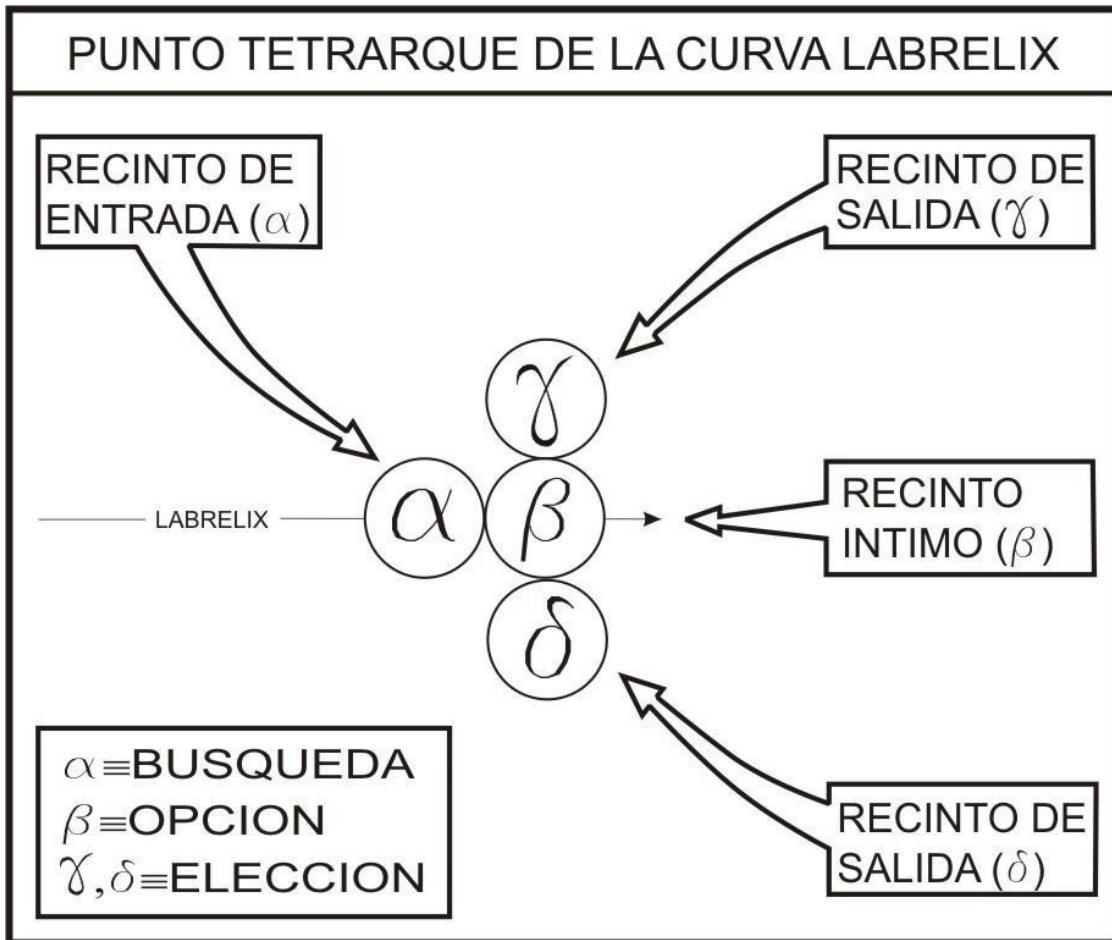 PUNTO TETRARQUE DE LA CURVA LABRELIX
RECINTO DE
ENTRADA (α)
RECINTO DE
SALIDA (γ)
γ
LABRELIX
α
β
RECINTO
INTIMO (β)
δ
α≡BUSQUEDA
β≡OPCION
γ,δ≡ELECCION
RECINTO DE
SALIDA (δ)